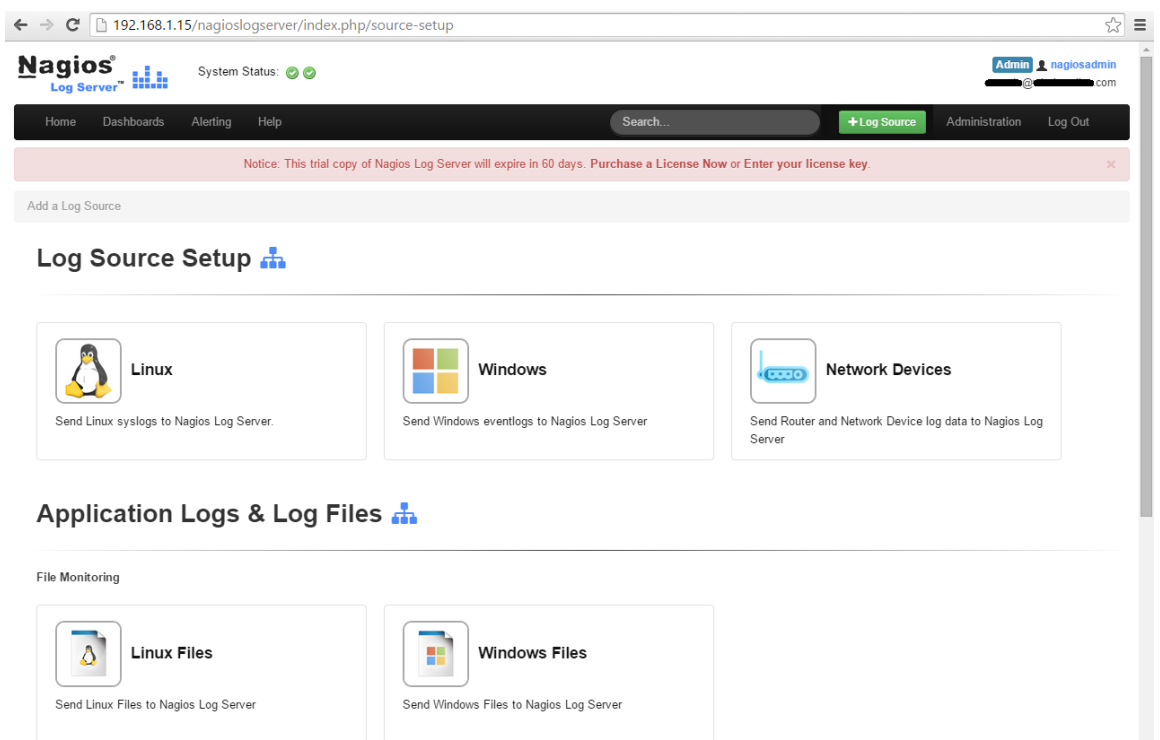 192.168.1.15/nagioslogserver/index.php/source-setup
Nagios®
Log Server™
System Status:
Admin nagiosadmin
@ .com
Home Dashboards Alerting Help Search... +Log Source Administration Log Out
Notice: This trial copy of Nagios Log Server will expire in 60 days. Purchase a License Now or Enter your license key. ×
Add a Log Source
Log Source Setup
Linux
Send Linux syslogs to Nagios Log Server.
Windows
Send Windows eventlogs to Nagios Log Server
Network Devices
Send Router and Network Device log data to Nagios Log
Server
Application Logs & Log Files
File Monitoring
Linux Files
Send Linux Files to Nagios Log Server
Windows Files
Send Windows Files to Nagios Log Server